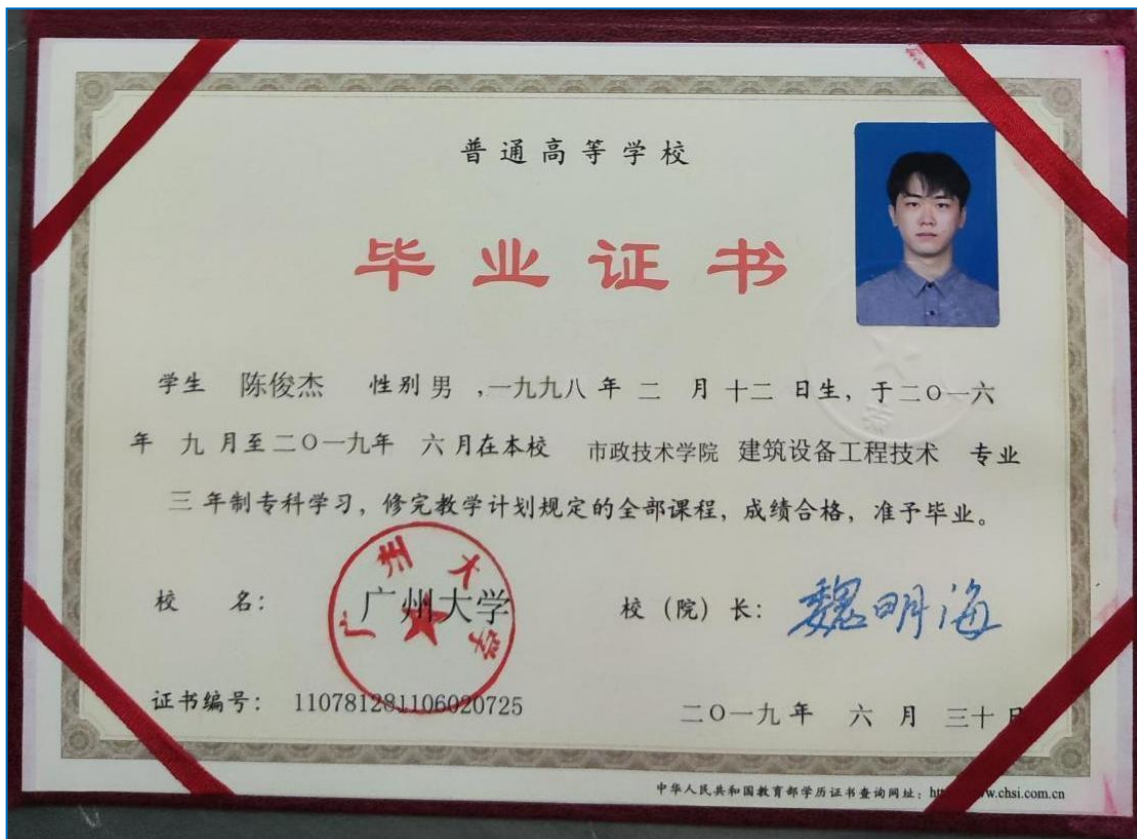 普通高等学校
毕业证书
学生 陈俊杰 性别 男 ,一九九八 年 二 月 十二 日生, 于二〇一六
年 九 月至二〇一九年 六 月在本校 市政技术学院 建筑设备工程技术 专业
三 年制专科学习, 修完教学计划规定的全部课程, 成绩合格, 准予毕业。
校 名: 广州大学 校 (院) 长: 魏明海
广州大学
证书编号: 110781281106020725 二〇一九年 六 月 三十 日
中华人民共和国教育部学历证书查询网址: www.chsi.com.cn